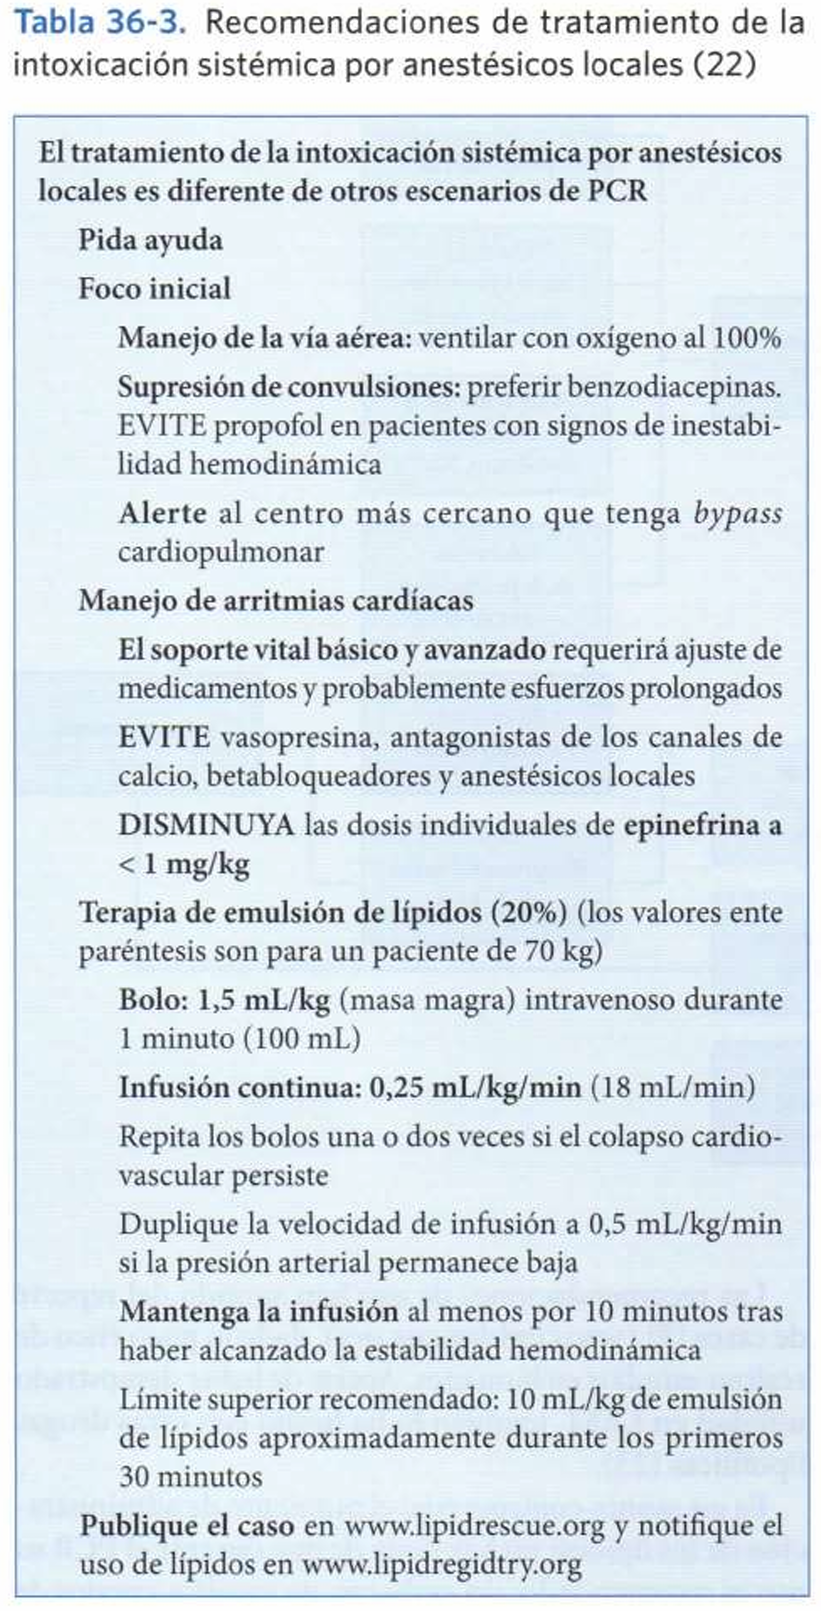 Tabla 36-3. Recomendaciones de tratamiento de la
intoxicación sistémica por anestésicos locales (22)
El tratamiento de la intoxicación sistémica por anestésicos
locales es diferente de otros escenarios de PCR
Pida ayuda
Foco inicial
Manejo de la vía aérea: ventilar con oxígeno al 100%
Supresión de convulsiones: preferir benzodiacepinas.
EVITE propofol en pacientes con signos de inestabi-
lidad hemodinámica
Alerte al centro más cercano que tenga bypass
cardiopulmonar
Manejo de arritmias cardíacas
El soporte vital básico y avanzado requerirá ajuste de
medicamentos y probablemente esfuerzos prolongados
EVITE vasopresina, antagonistas de los canales de
calcio, betabloqueadores y anestésicos locales
DISMINUYA las dosis individuales de epinefrina a
< 1 mg/kg
Terapia de emulsión de lípidos (20%) (los valores ente
paréntesis son para un paciente de 70 kg)
Bolo: 1,5 mL/kg (masa magra) intravenoso durante
1 minuto (100 mL)
Infusión continua: 0,25 mL/kg/min (18 mL/min)
Repita los bolos una o dos veces si el colapso cardio-
vascular persiste
Duplique la velocidad de infusión a 0,5 mL/kg/min
si la presión arterial permanece baja
Mantenga la infusión al menos por 10 minutos tras
haber alcanzado la estabilidad hemodinámica
Límite superior recomendado: 10 mL/kg de emulsión
de lípidos aproximadamente durante los primeros
30 minutos
Publique el caso en www.lipidrescue.org y notifique el
uso de lípidos en www.lipidregidtry.org